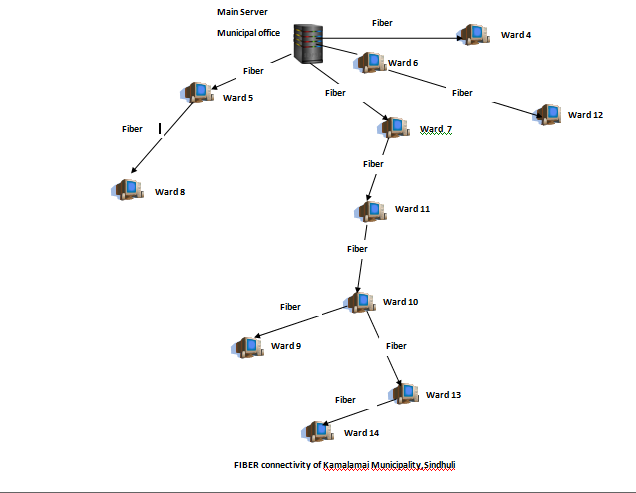 Main Server
Municipal office
Fiber
Ward 4
Ward 6
Fiber
Ward 5
Fiber
Fiber
Ward 12
Fiber
Ward 7
Fiber
Ward 8
Ward 11
Fiber
Ward 10
Fiber
Ward 9
Fiber
Ward 13
Fiber
Ward 14
FIBER connectivity of Kamalamai Municipality,Sindhuli